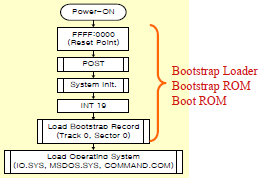 Power-ON
FFFF:0000
(Reset Point)
POST
System Init.
INT 19
Load Bootstrap Record
(Track 0, Sector 0)
Load Operating System
(IO.SYS, MSDOS.SYS, COMMAND.COM)
Bootstrap Loader
Bootstrap ROM
Boot ROM